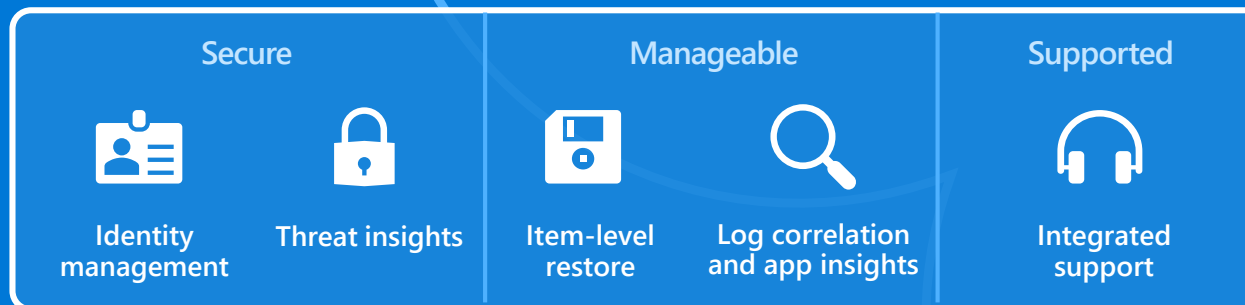 Secure
Identity
management
Threat insights
Manageable
Item-level
restore
Log correlation
and app insights
Supported
Integrated
support